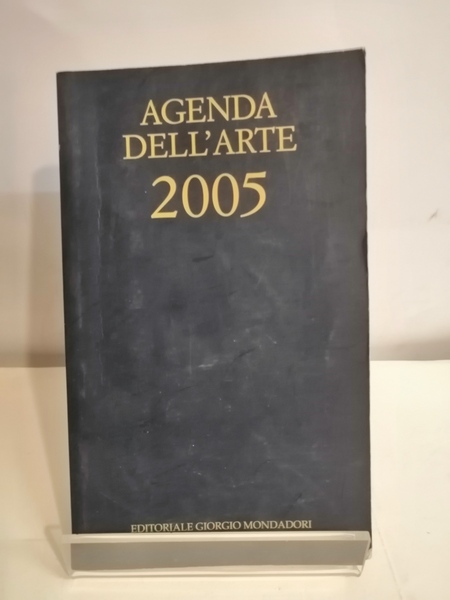 AGENDA
DELL'ARTE
2005
EDITORIALE GIORGIO MONDADORI